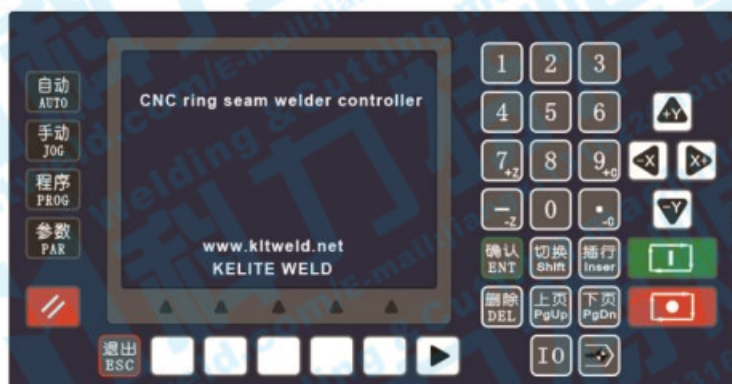 自动
AUTO
手动
JOG
程序
PROG
参数
PAR
CNC ring seam welder controller
www.kltweld.net
KELITE WELD
退出
ESC
1 2 3
4 5 6
7 +Z 8 9 +C
− -Z 0 • -C
+Y
-X X+
-Y
确认 切换 插行
ENT Shift Inser
删除 上页 下页
DEL PgUp PgDn
IO